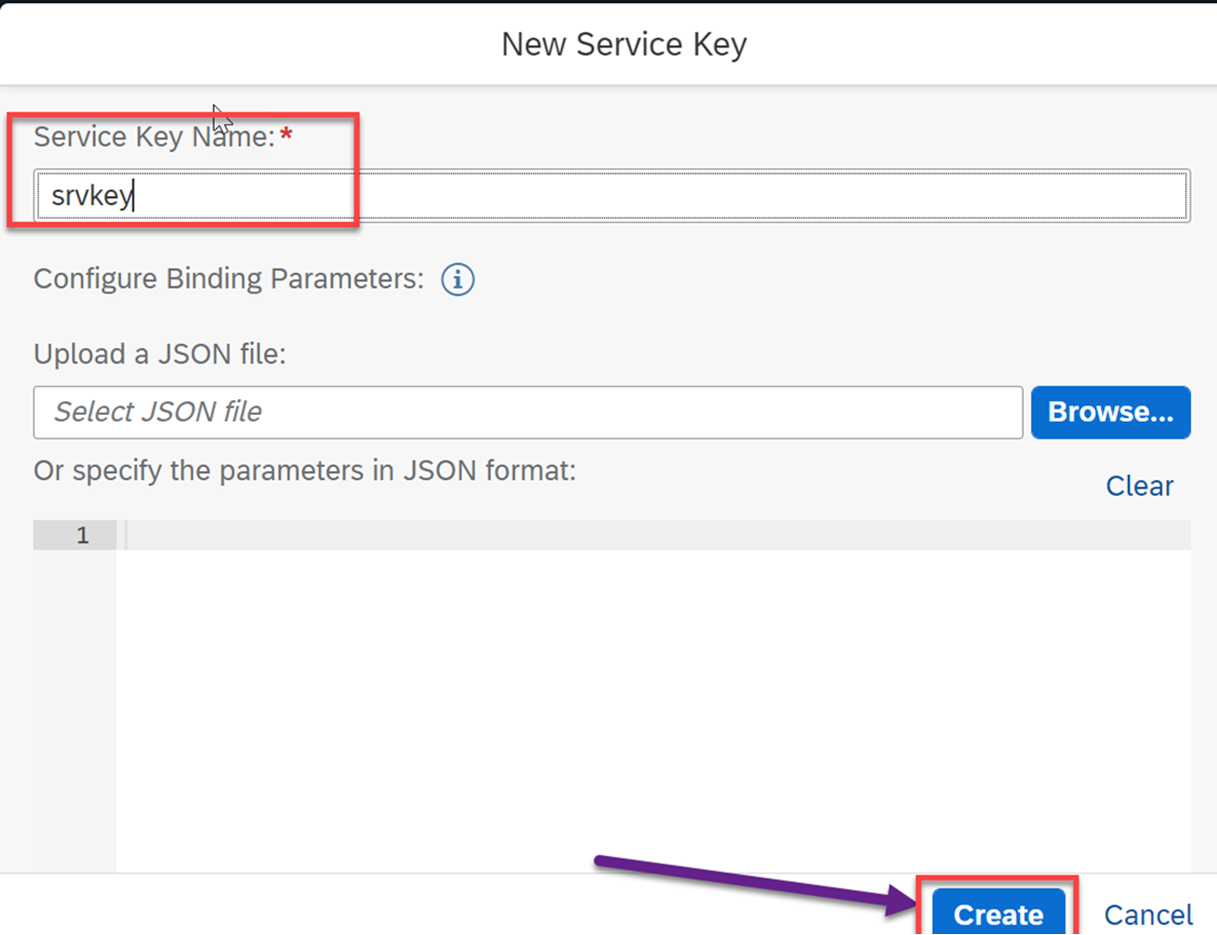 New Service Key
Service Key Name:*
srvkey
Configure Binding Parameters:
Upload a JSON file:
Select JSON file
Browse...
Or specify the parameters in JSON format:
Clear
1
Create
Cancel